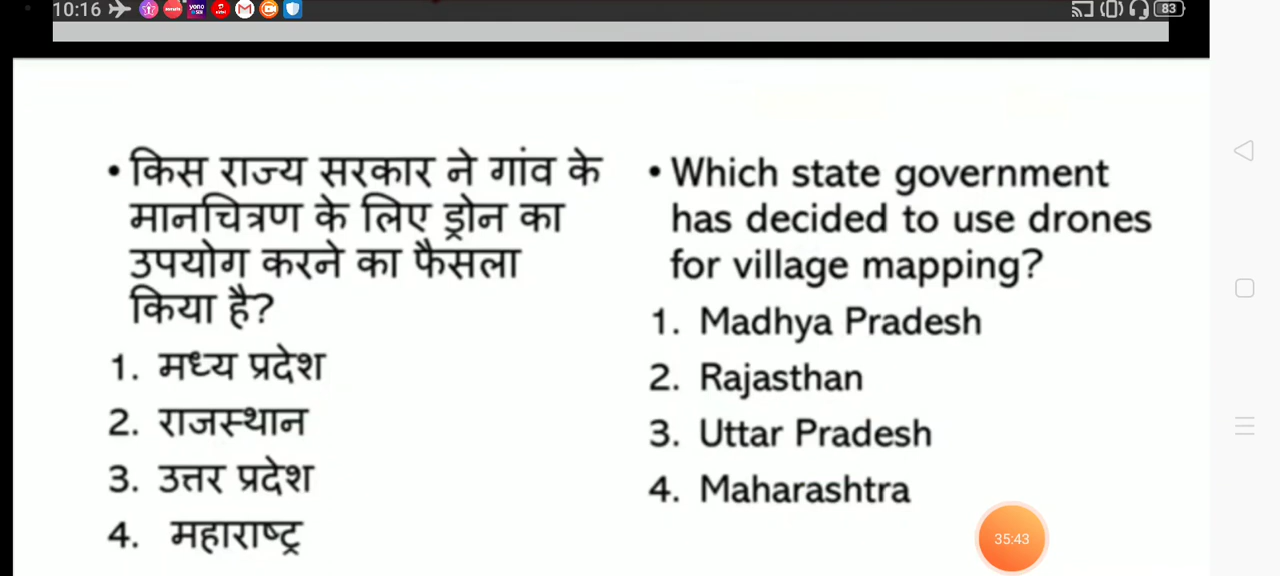 10:16
83
• किस राज्य सरकार ने गांव के
मानचित्रण के लिए ड्रोन का
उपयोग करने का फैसला
किया है?
1. मध्य प्रदेश
2. राजस्थान
3. उत्तर प्रदेश
4. महाराष्ट्र
• Which state government
has decided to use drones
for village mapping?
1. Madhya Pradesh
2. Rajasthan
3. Uttar Pradesh
4. Maharashtra
35:43